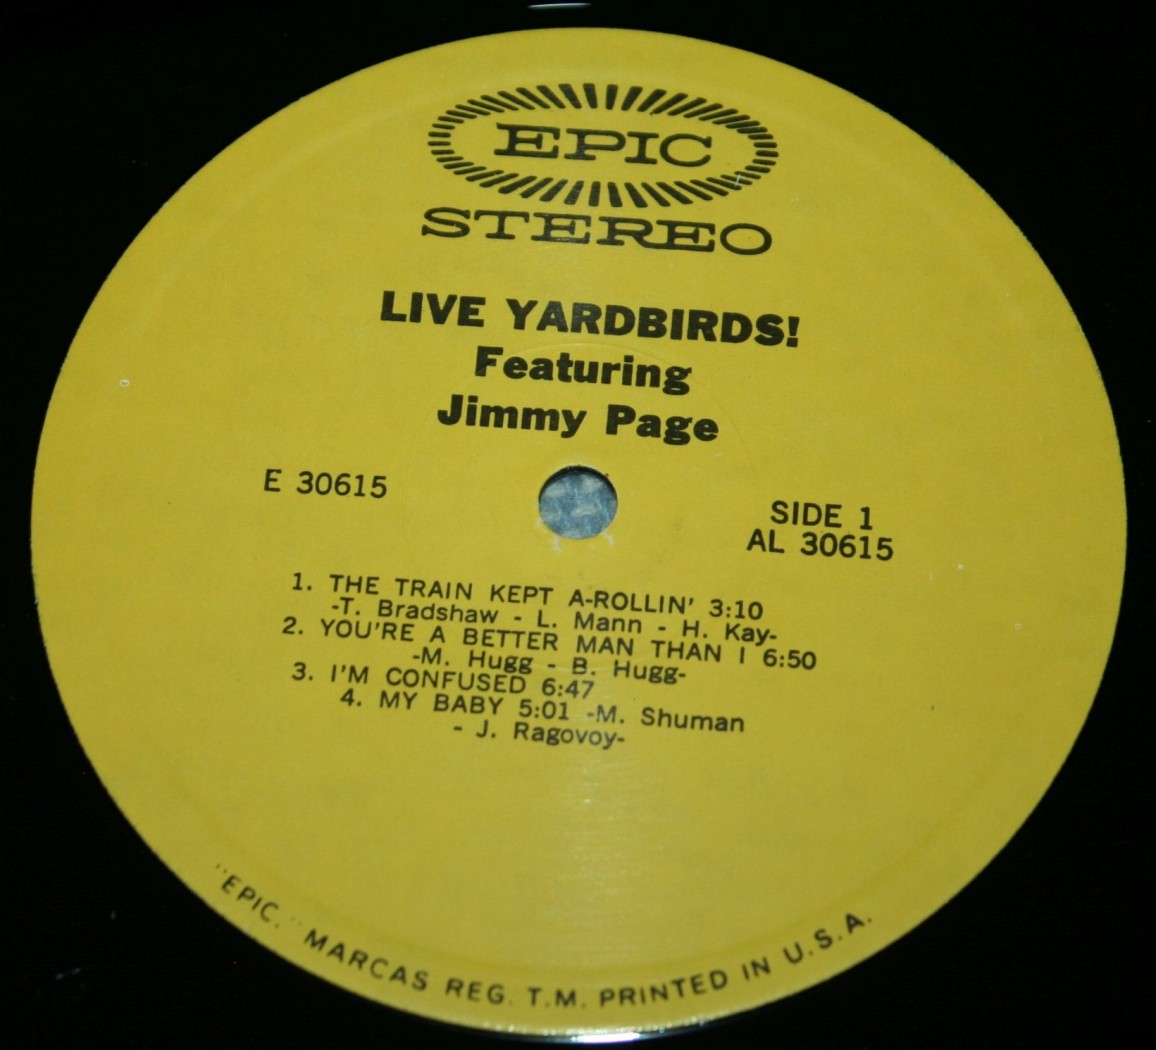 EPIC
STEREO
LIVE YARDBIRDS!
Featuring
Jimmy Page
E 30615
SIDE 1
AL 30615
1. THE TRAIN KEPT A-ROLLIN' 3:10
-T. Bradshaw - L. Mann - H. Kay-
2. YOU'RE A BETTER MAN THAN I 6:50
-M. Hugg - B. Hugg-
3. I'M CONFUSED 6:47
4. MY BABY 5:01 -M. Shuman
- J. Ragovoy-
"EPIC." MARCAS REG. T.M. PRINTED IN U.S.A.